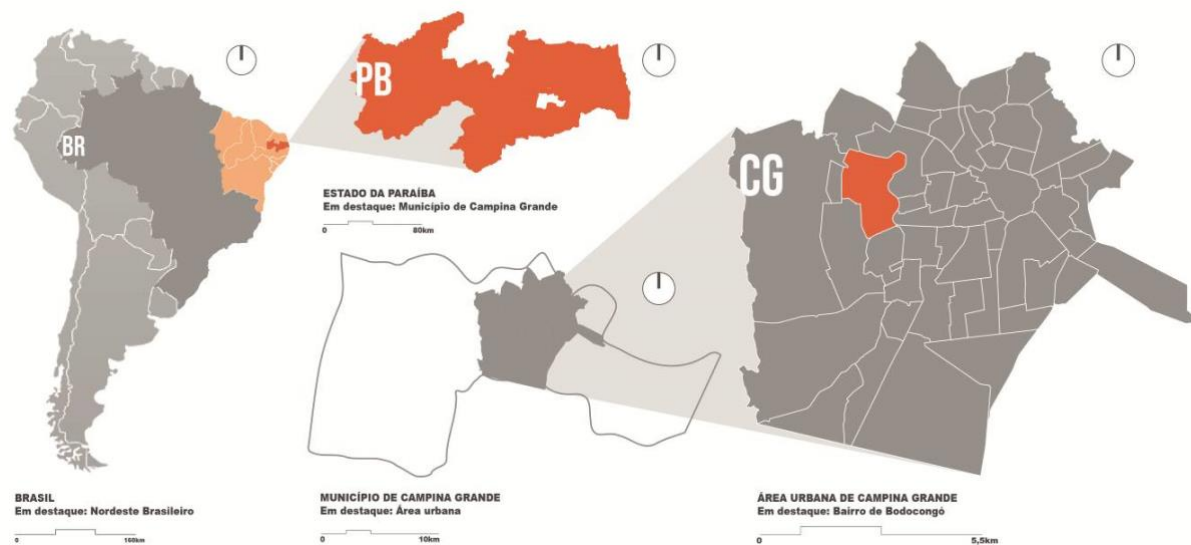 BR
BRASIL
Em destaque: Nordeste Brasileiro
0 160km
PB
ESTADO DA PARAÍBA
Em destaque: Município de Campina Grande
0 80km
MUNICÍPIO DE CAMPINA GRANDE
Em destaque: Área urbana
0 10km
CG
ÁREA URBANA DE CAMPINA GRANDE
Em destaque: Bairro de Bodocongó
0 5,5km